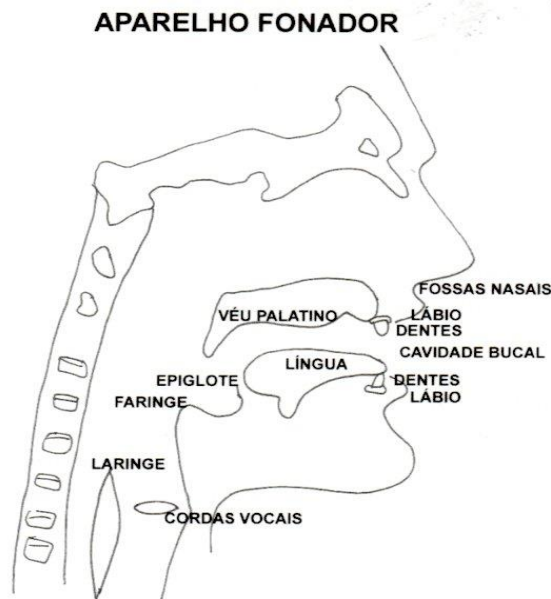 APARELHO FONADOR
FOSSAS NASAIS
VÉU PALATINO
LÁBIO
DENTES
CAVIDADE BUCAL
LÍNGUA
EPIGLOTE
DENTES
FARINGE
LÁBIO
LARINGE
CORDAS VOCAIS